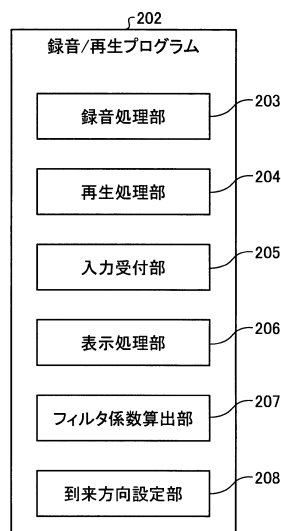 202
録音/再生プログラム
録音処理部
203
再生処理部
204
入力受付部
205
表示処理部
206
フィルタ係数算出部
207
到来方向設定部
208